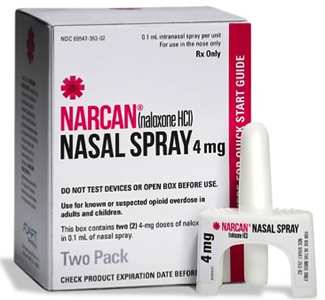 NDC 69547-353-02
0.1 mL intranasal spray per unit
For use in the nose only
Rx Only
NARCAN® (naloxone HCl)
NASAL SPRAY 4 mg
DO NOT TEST DEVICES OR OPEN BOX BEFORE USE.
Use for known or suspected opioid overdose in
adults and children.
This box contains two (2) 4-mg doses of naloxone
in 0.1 mL of nasal spray.
Two Pack
CHECK PRODUCT EXPIRATION DATE BEFORE
FOR QUICK START GUIDE
NARCAN® NASAL SPRAY
(naloxone HCl)
4 mg